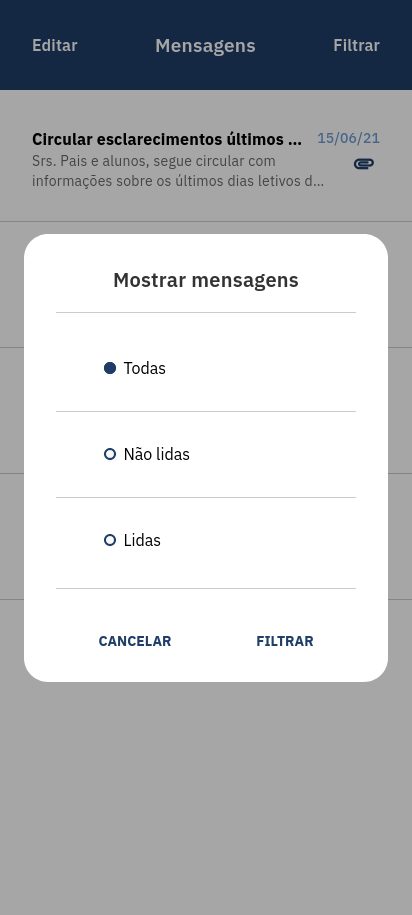 Editar Mensagens Filtrar
Circular esclarecimentos últimos ... 15/06/21
Srs. Pais e alunos, segue circular com
informações sobre os últimos dias letivos d...
Mostrar mensagens
Todas
Não lidas
Lidas
CANCELAR FILTRAR